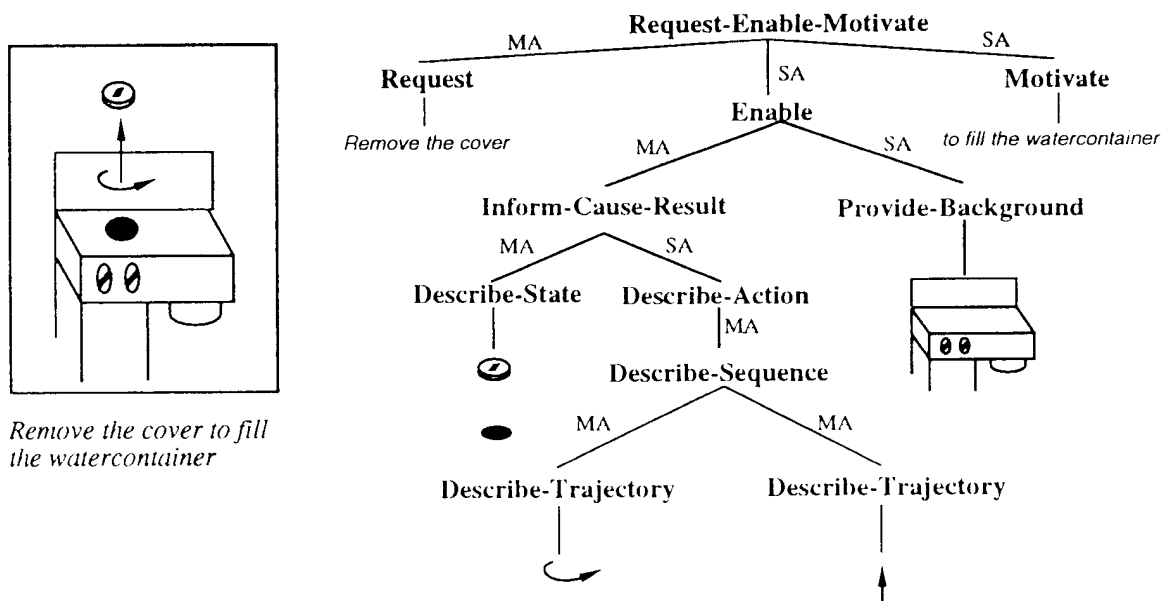 Request-Enable-Motivate
MA
SA
SA
Request
Motivate
Enable
Remove the cover
to fill the watercontainer
MA
SA
Inform-Cause-Result
Provide-Background
MA
SA
Describe-State
Describe-Action
MA
Describe-Sequence
MA
MA
Describe-Trajectory
Describe-Trajectory
Remove the cover to fill
the watercontainer